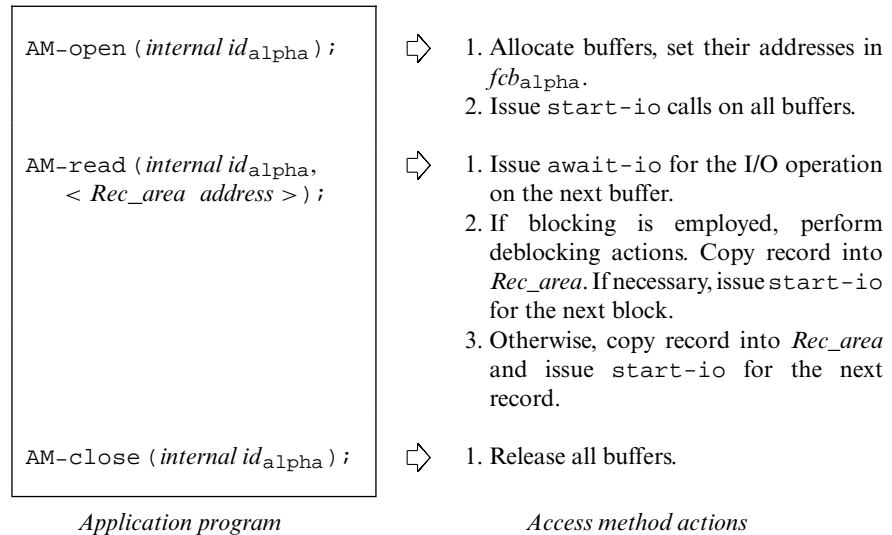 AM-open (internal id_alpha); 1. Allocate buffers, set their addresses in
fcb_alpha.
2. Issue start-io calls on all buffers.
AM-read (internal id_alpha, 1. Issue await-io for the I/O operation
< Rec_area address >); on the next buffer.
2. If blocking is employed, perform
deblocking actions. Copy record into
Rec_area. If necessary, issue start-io
for the next block.
3. Otherwise, copy record into Rec_area
and issue start-io for the next
record.
AM-close (internal id_alpha); 1. Release all buffers.
Application program Access method actions